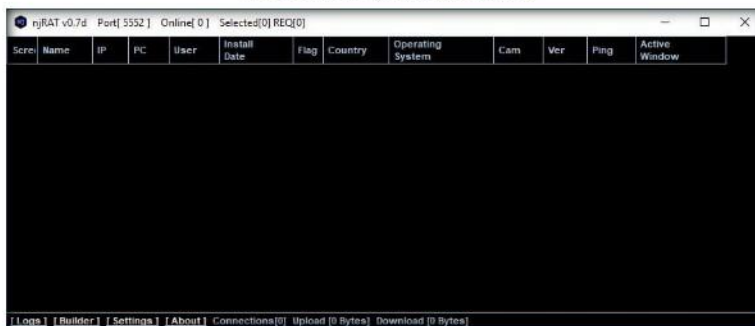 njRAT v0.7d Port[ 5552 ] Online[ 0 ] Selected[0] REQ[0]
Scree Name IP PC User Install Date Flag Country Operating System Cam Ver Ping Active Window
[ Logs ] [ Builder ] [ Settings ] [ About ] Connections[0] Upload [0 Bytes] Download [0 Bytes]